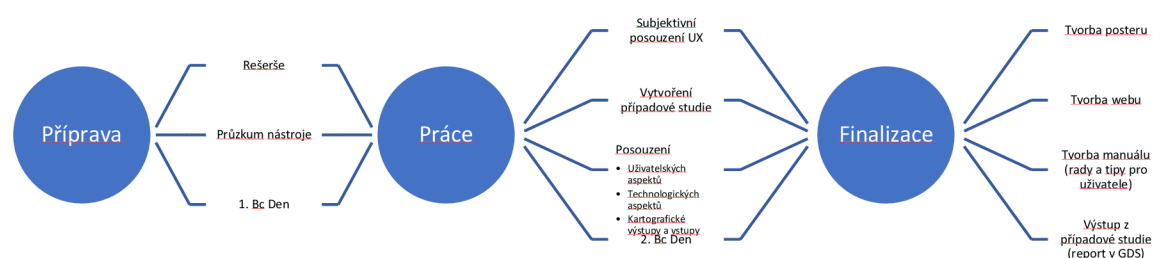 Příprava
Rešerše
Průzkum nástroje
1. Bc Den
Práce
Subjektivní
posouzení UX
Vytvoření
případové studie
Posouzení
• Uživatelských
aspektů
• Technologických
aspektů
• Kartografické
výstupy a vstupy
2. Bc Den
Finalizace
Tvorba posteru
Tvorba webu
Tvorba manuálu
(rady a tipy pro
uživatele)
Výstup z
případové studie
(report v GDS)